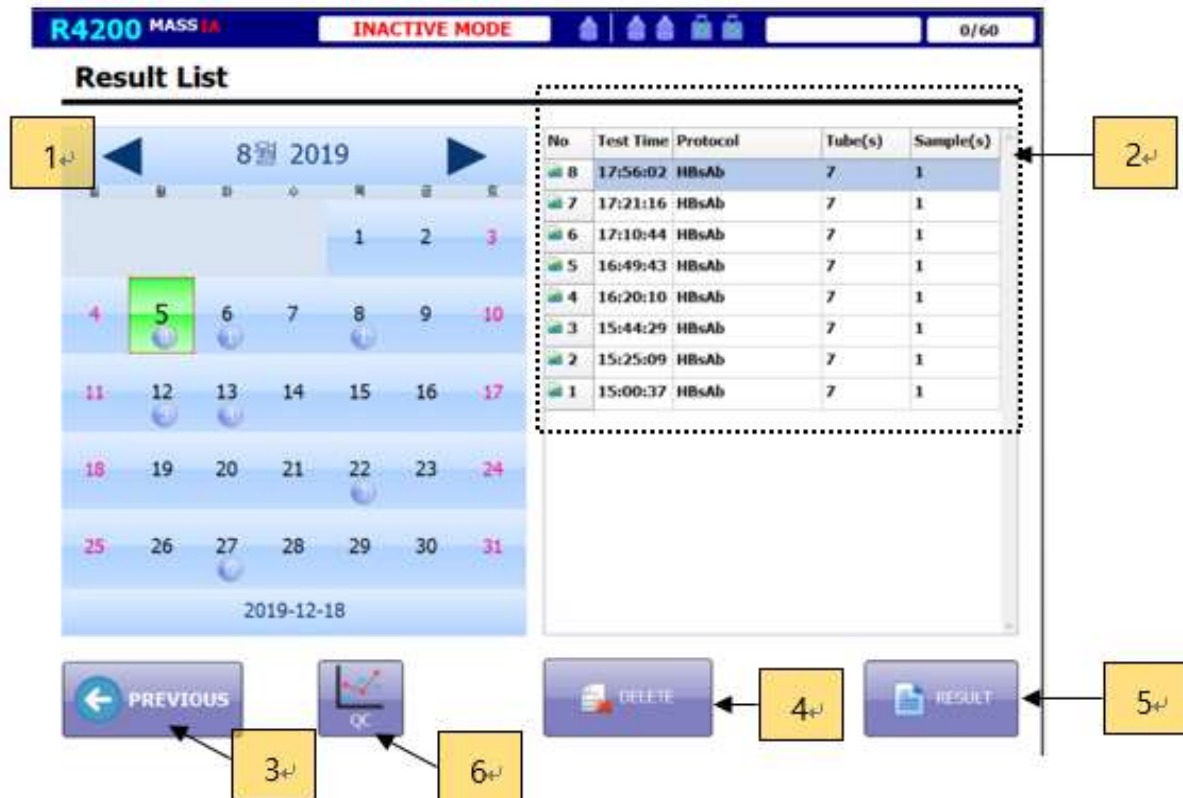 R4200 MASS IA INACTIVE MODE 0/60
Result List
1
8월 2019
1 2 3
4 5 6 7 8 9 10
11 12 13 14 15 16 17
18 19 20 21 22 23 24
25 26 27 28 29 30 31
2019-12-18
No Test Time Protocol Tube(s) Sample(s)
8 17:56:02 HBsAb 7 1
7 17:21:16 HBsAb 7 1
6 17:10:44 HBsAb 7 1
5 16:49:43 HBsAb 7 1
4 16:20:10 HBsAb 7 1
3 15:44:29 HBsAb 7 1
2 15:25:09 HBsAb 7 1
1 15:00:37 HBsAb 7 1
2
PREVIOUS
QC
DELETE
RESULT
3
6
4
5